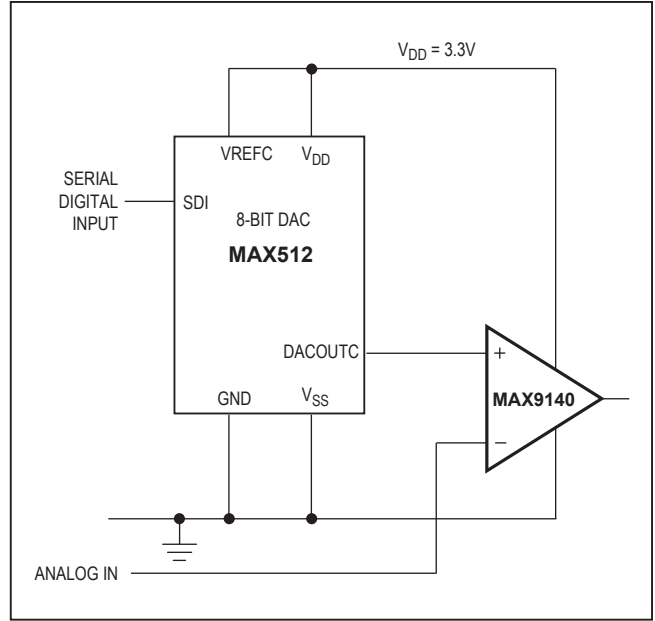 V_DD = 3.3V
VREFC
V_DD
SERIAL
DIGITAL
INPUT
SDI
8-BIT DAC
MAX512
DACOUTC
+
MAX9140
GND
V_SS
−
ANALOG IN